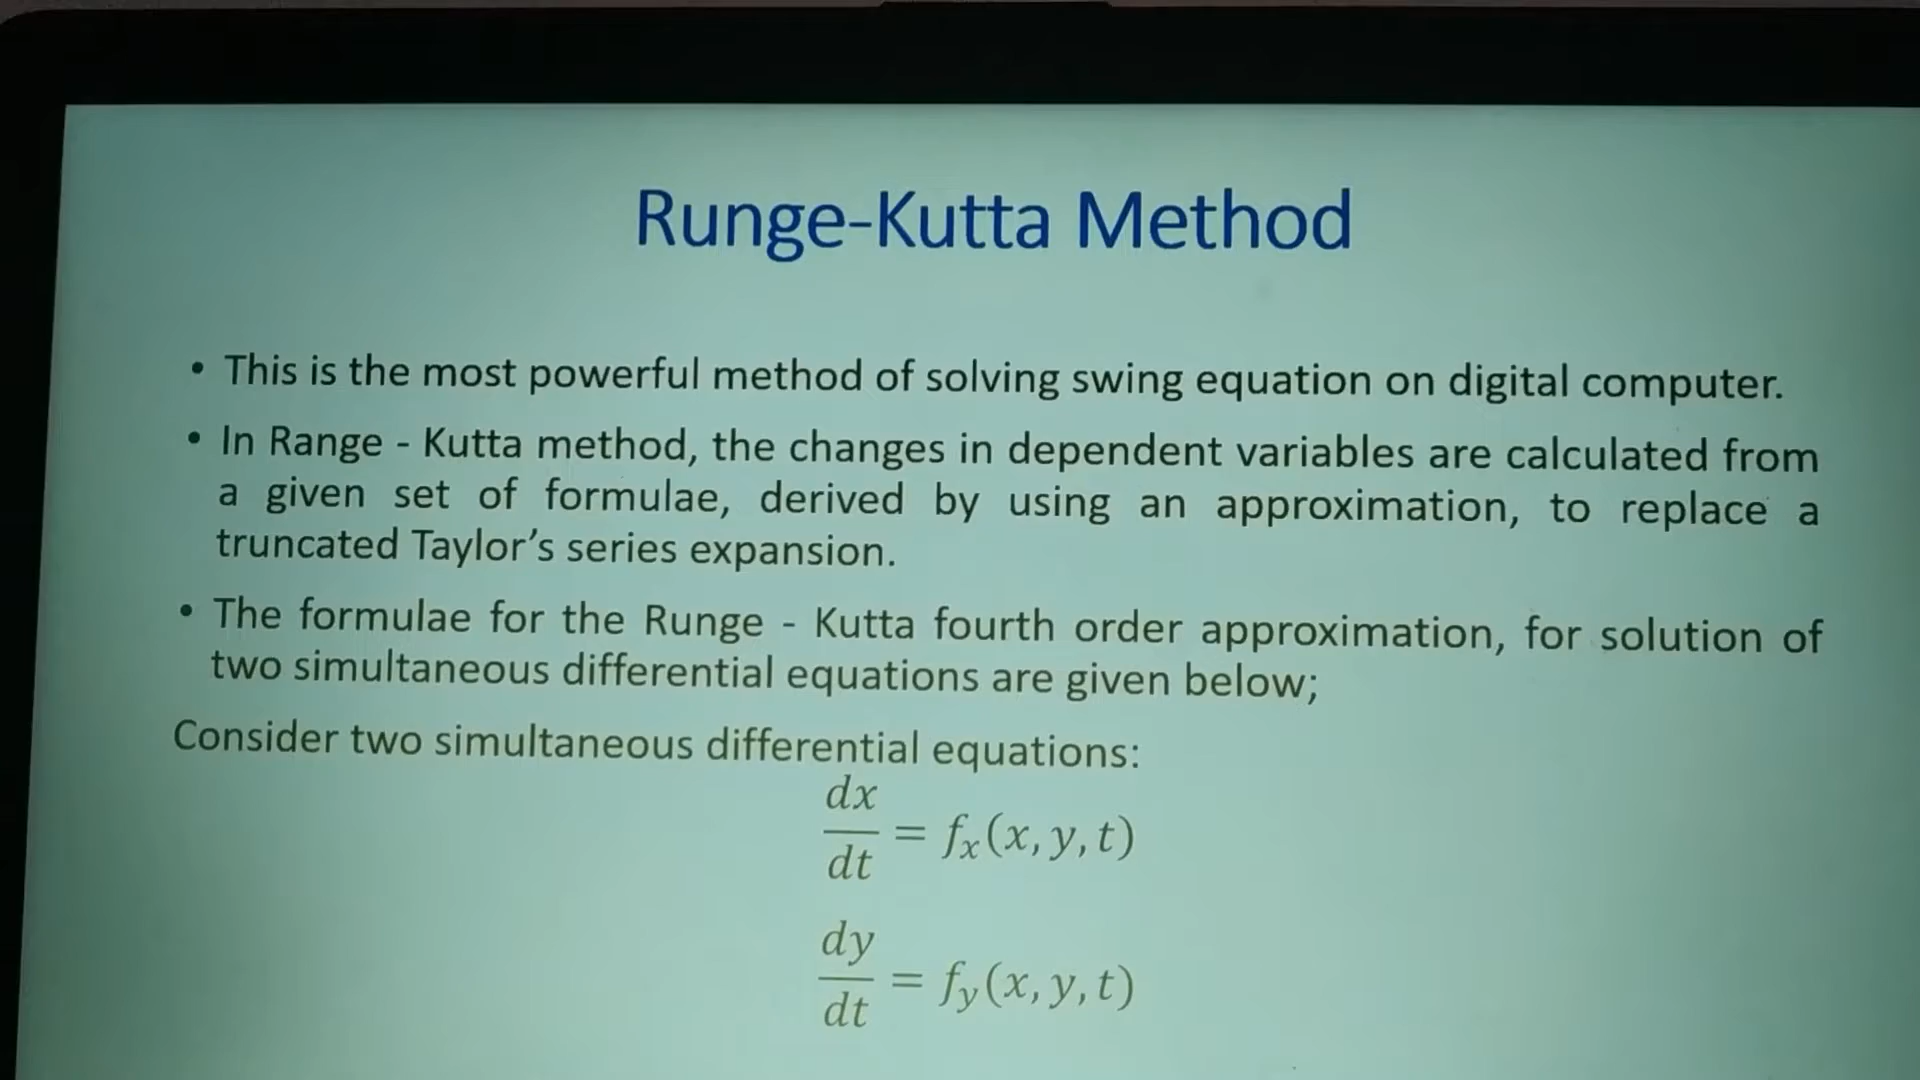 Runge-Kutta Method
• This is the most powerful method of solving swing equation on digital computer.
• In Range - Kutta method, the changes in dependent variables are calculated from
a given set of formulae, derived by using an approximation, to replace a
truncated Taylor's series expansion.
• The formulae for the Runge - Kutta fourth order approximation, for solution of
two simultaneous differential equations are given below;
Consider two simultaneous differential equations:
dx/dt = fₓ(x, y, t)
dy/dt = f_y(x, y, t)